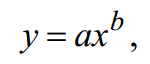 y = ax^b,